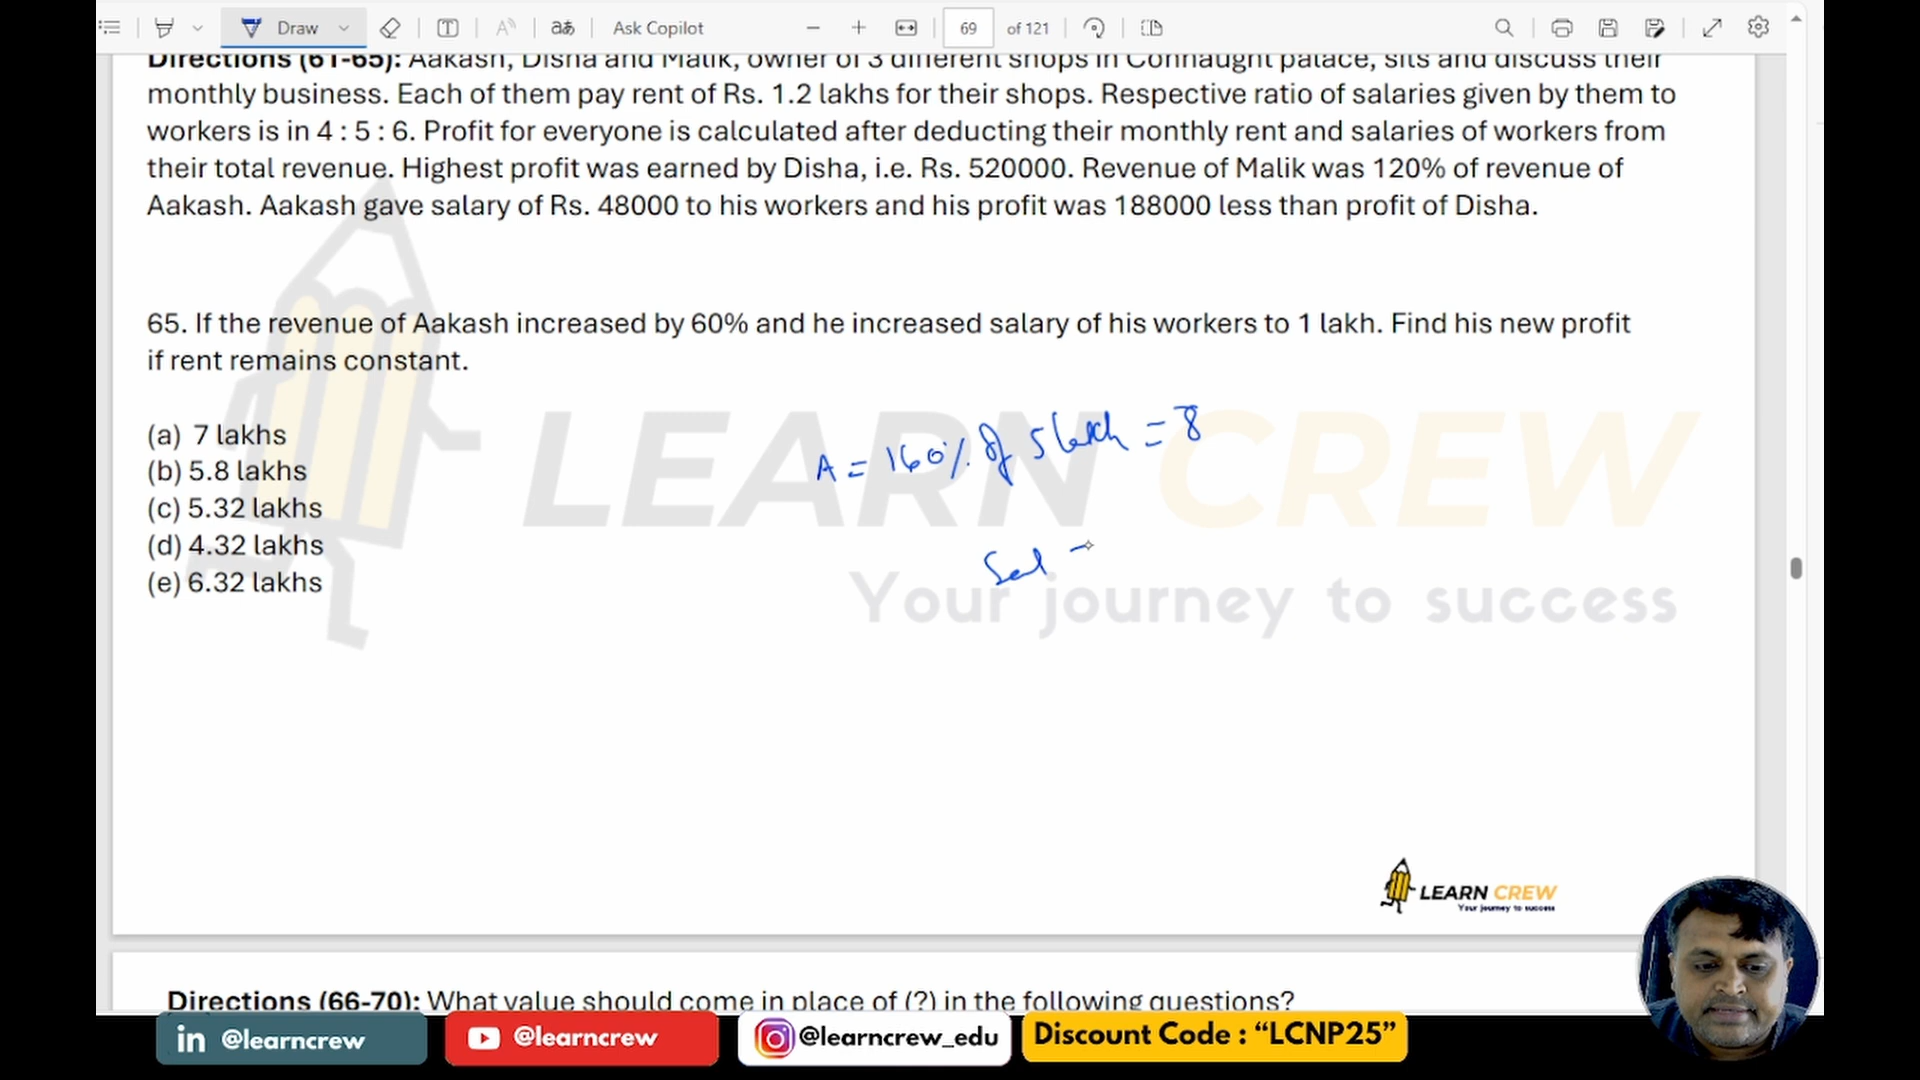 Draw
Ask Copilot
69 of 121
Directions (61-65): Aakash, Disha and Malik, owner of 3 different shops in Connaught palace, sits and discuss their
monthly business. Each of them pay rent of Rs. 1.2 lakhs for their shops. Respective ratio of salaries given by them to
workers is in 4 : 5 : 6. Profit for everyone is calculated after deducting their monthly rent and salaries of workers from
their total revenue. Highest profit was earned by Disha, i.e. Rs. 520000. Revenue of Malik was 120% of revenue of
Aakash. Aakash gave salary of Rs. 48000 to his workers and his profit was 188000 less than profit of Disha.
65. If the revenue of Aakash increased by 60% and he increased salary of his workers to 1 lakh. Find his new profit
if rent remains constant.
(a) 7 lakhs
(b) 5.8 lakhs
(c) 5.32 lakhs
(d) 4.32 lakhs
(e) 6.32 lakhs
A = 160% of 5 lakh = 8
Sal -
LEARN CREW
Your journey to success
LEARN CREW
Your journey to success
Directions (66-70): What value should come in place of (?) in the following questions?
in @learncrew
@learncrew
@learncrew_edu
Discount Code : “LCNP25”